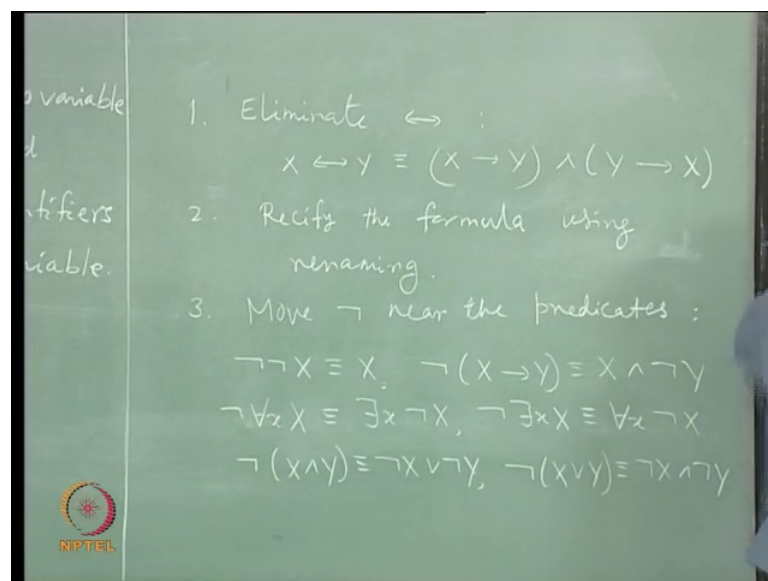 variable
1. Eliminate ↔ :
X ↔ Y ≡ (X → Y) ∧ (Y → X)
tifiers
2. Recify the formula using
iable.
renaming.
3. Move ¬ near the predicates :
¬¬X ≡ X, ¬(X → Y) ≡ X ∧ ¬Y
¬∀x X ≡ ∃x ¬X, ¬∃x X ≡ ∀x ¬X
¬(X∧Y) ≡ ¬X ∨ ¬Y, ¬(X∨Y) ≡ ¬X ∧ ¬Y
NPTEL